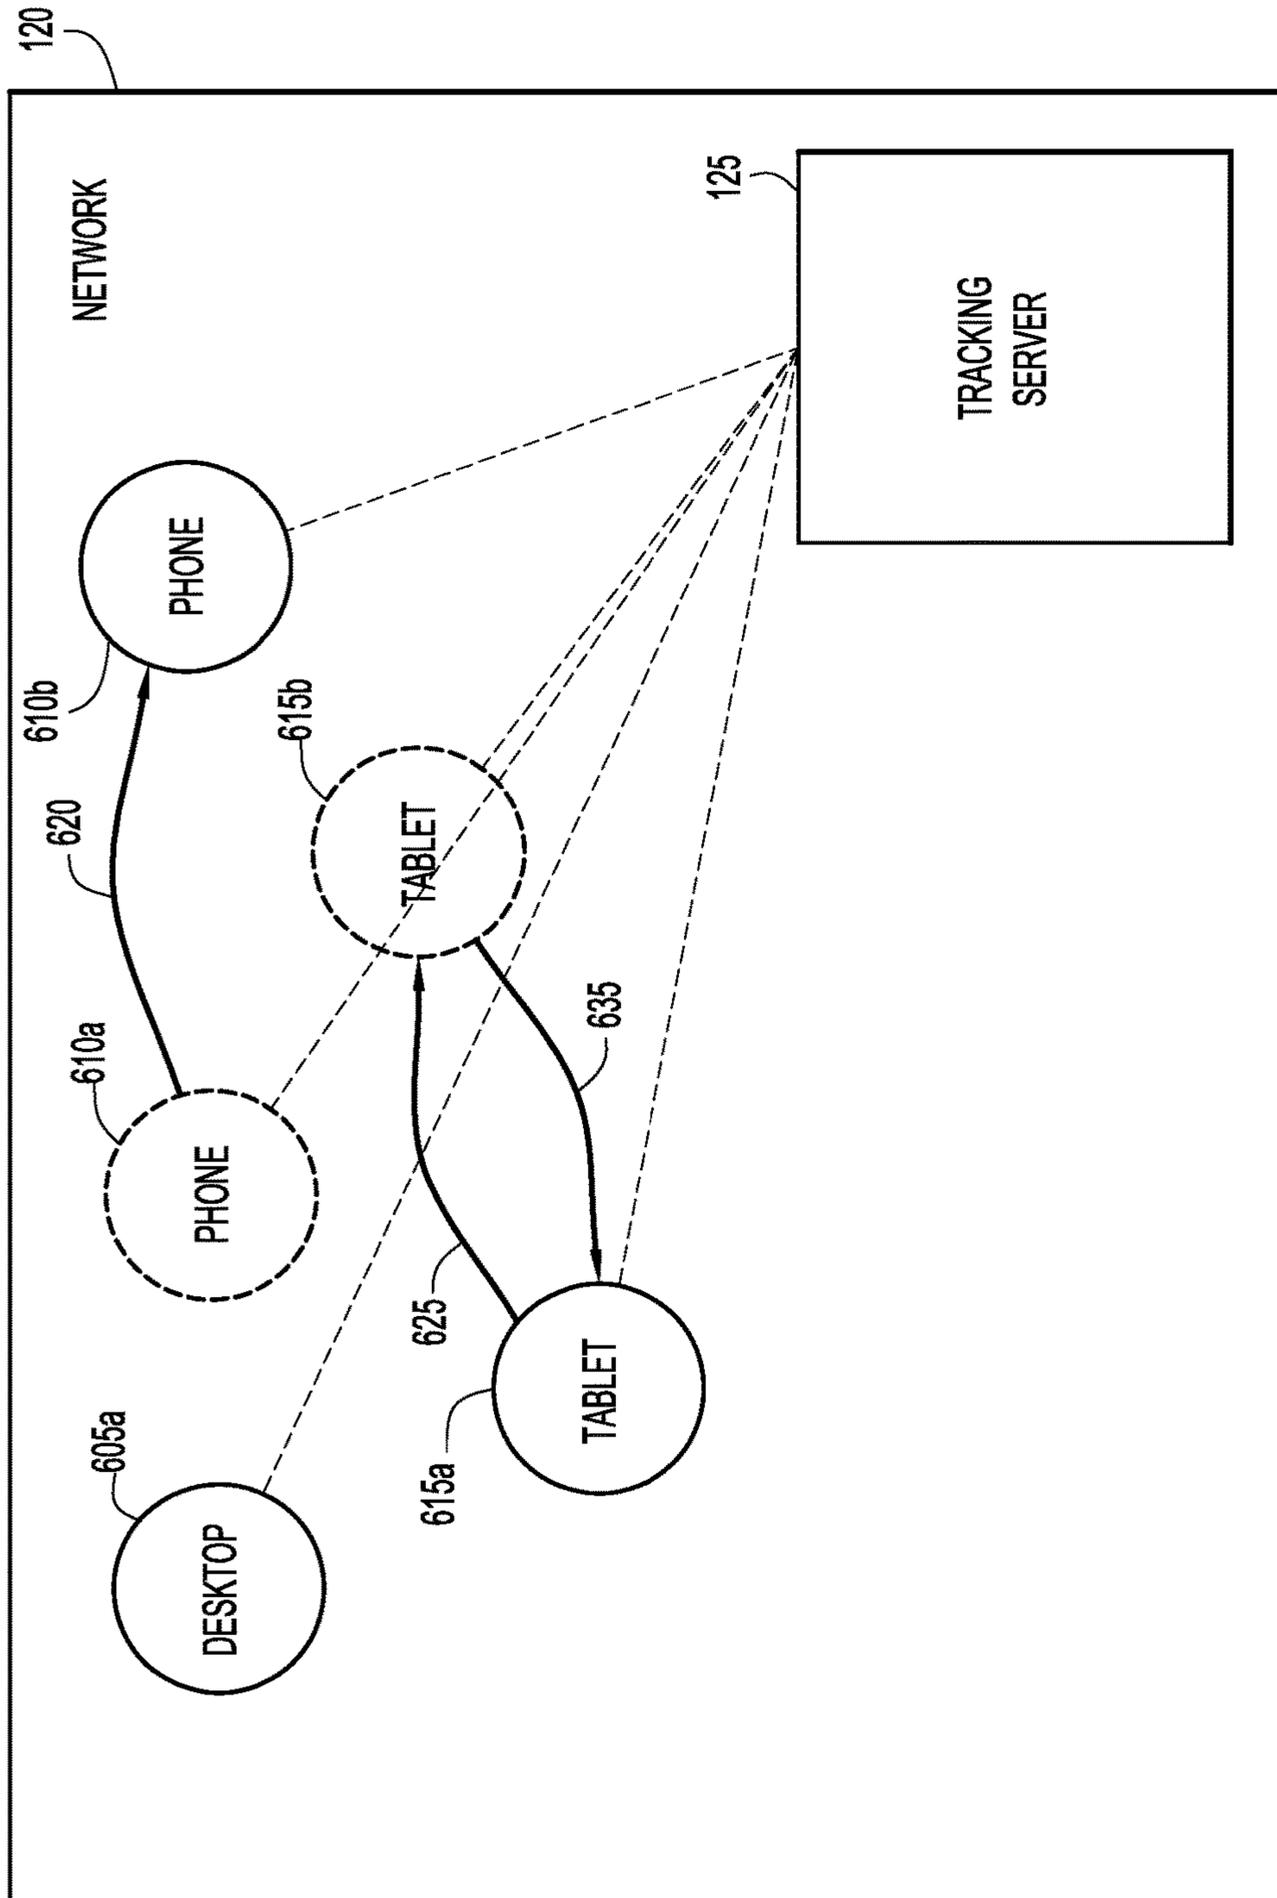 120
NETWORK
125
TRACKING
SERVER
PHONE
610b
620
610a
PHONE
615b
TABLET
635
625
605a
DESKTOP
615a
TABLET